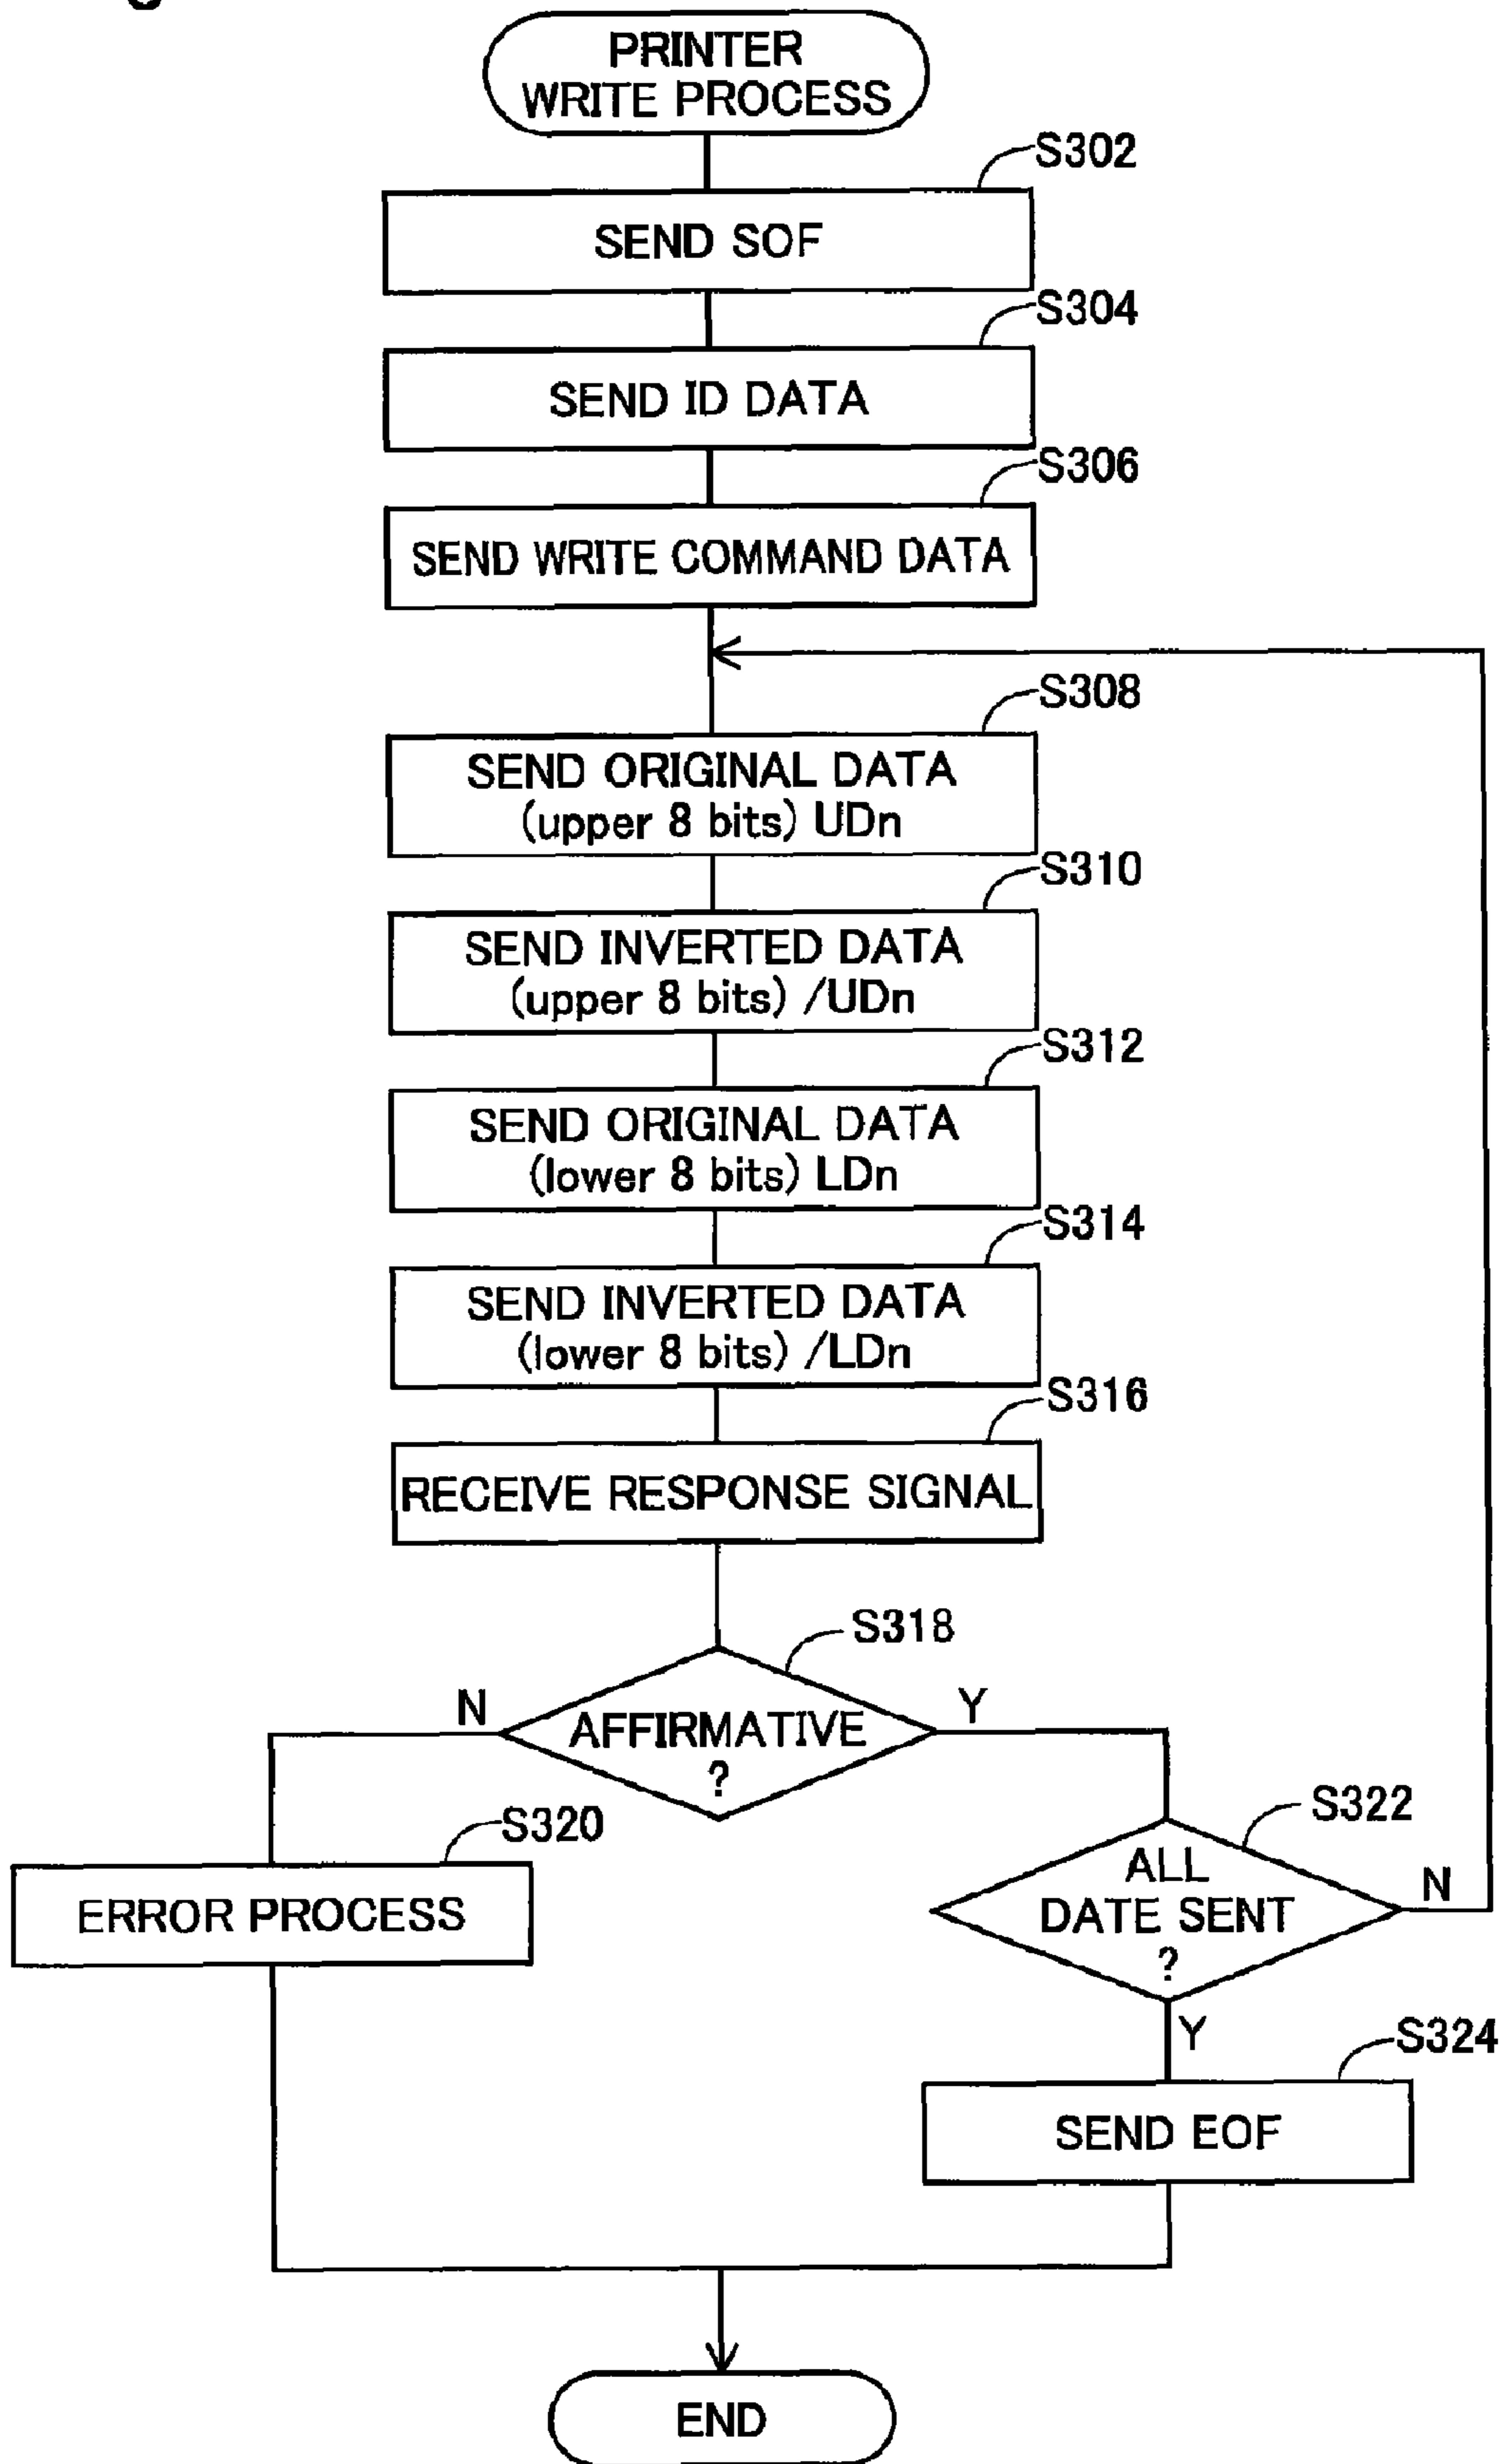 PRINTER
WRITE PROCESS
S302
SEND SOF
S304
SEND ID DATA
S306
SEND WRITE COMMAND DATA
S308
SEND ORIGINAL DATA
(upper 8 bits) UDn
S310
SEND INVERTED DATA
(upper 8 bits) /UDn
S312
SEND ORIGINAL DATA
(lower 8 bits) LDn
S314
SEND INVERTED DATA
(lower 8 bits) /LDn
S316
RECEIVE RESPONSE SIGNAL
S318
N
Y
AFFIRMATIVE
?
S320
ERROR PROCESS
S322
ALL
DATE SENT
?
N
Y
S324
SEND EOF
END